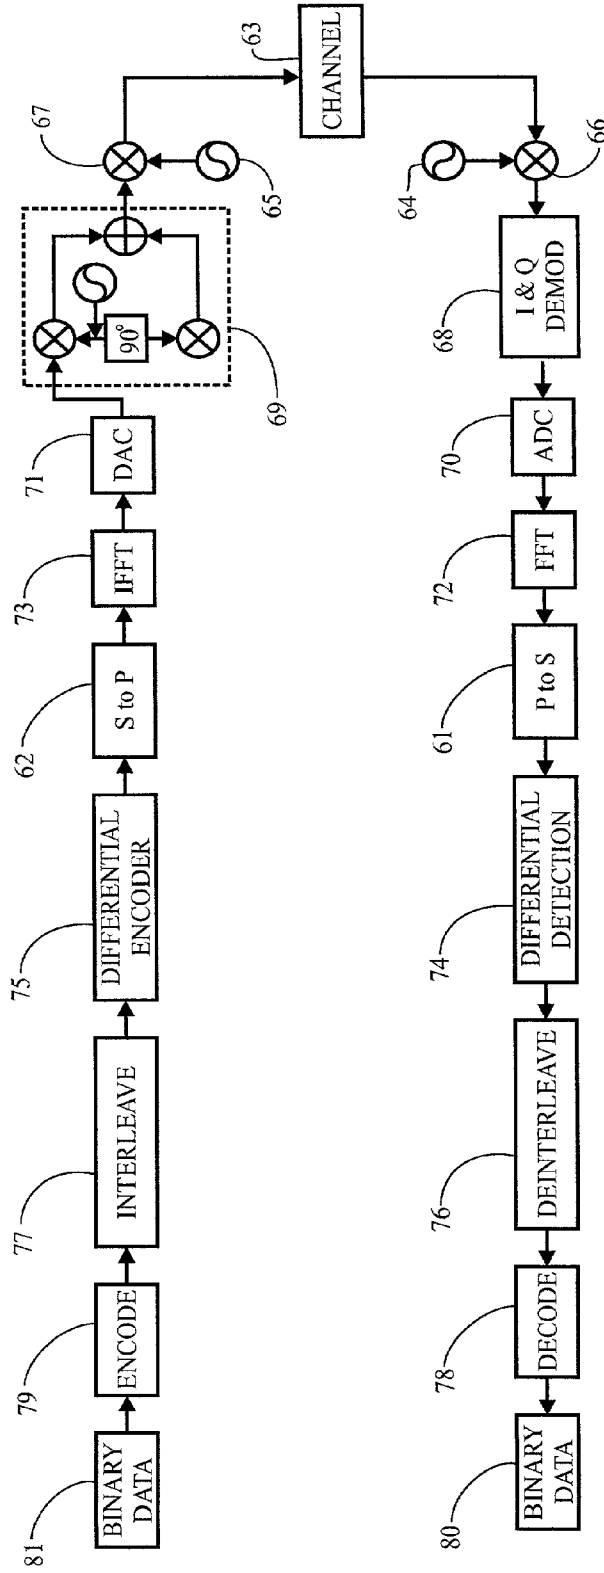 81
BINARY
DATA
79
ENCODE
77
INTERLEAVE
75
DIFFERENTIAL
ENCODER
62
S to P
73
IFFT
71
DAC
69
90°
67
65
63
CHANNEL
64
66
68
I & Q
DEMOD
70
ADC
72
FFT
61
P to S
74
DIFFERENTIAL
DETECTION
76
DEINTERLEAVE
78
DECODE
80
BINARY
DATA